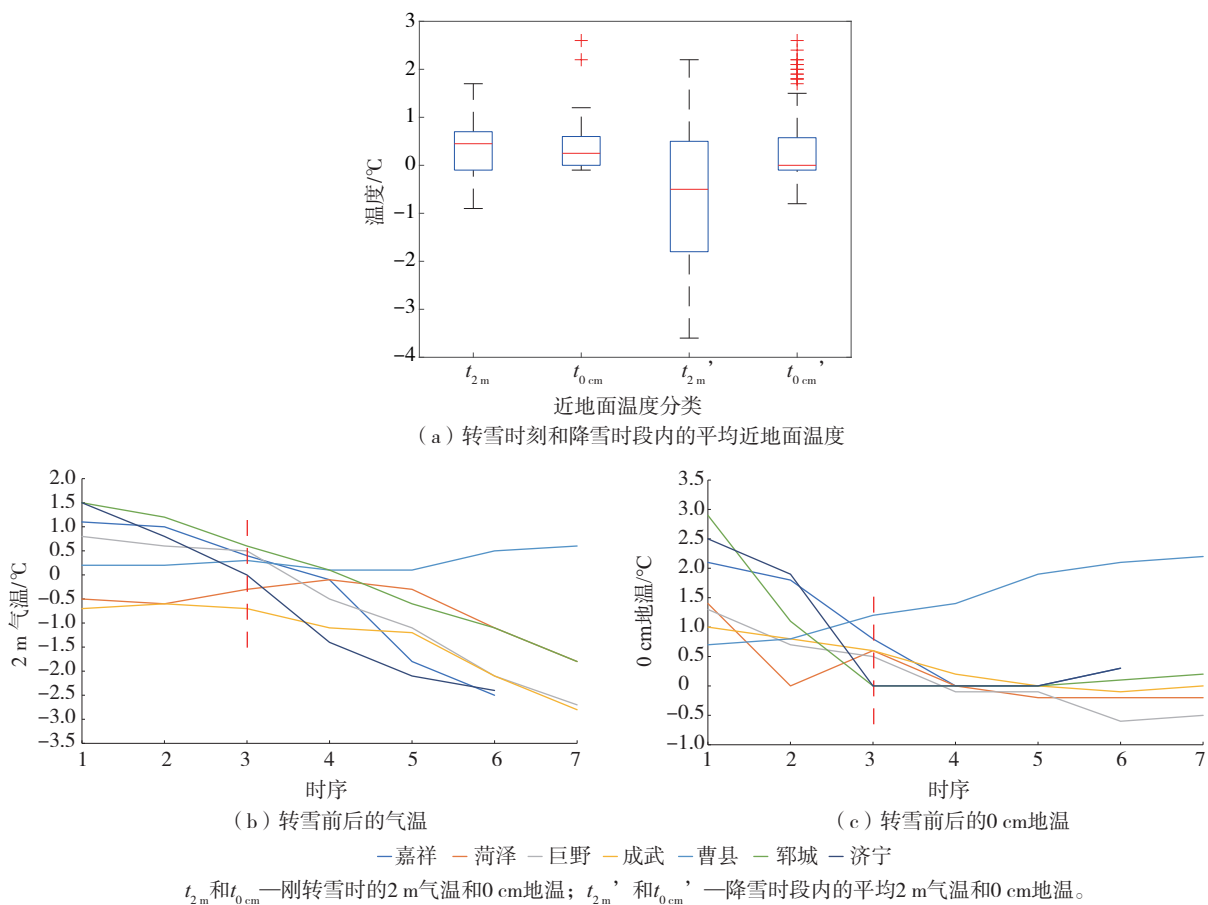 3
2
1
0
−1
−2
−3
−4
温度/℃
t2 m t0 cm t2 m’ t0 cm’
近地面温度分类
（a）转雪时刻和降雪时段内的平均近地面温度
2.0
1.5
1.0
0.5
0
−0.5
−1.0
−1.5
−2.0
−2.5
−3.0
−3.5
2 m 气温/℃
1 2 3 4 5 6 7
时序
（b）转雪前后的气温
3.5
3.0
2.5
2.0
1.5
1.0
0.5
0
−0.5
−1.0
0 cm地温/℃
1 2 3 4 5 6 7
时序
（c）转雪前后的0 cm地温
嘉祥 菏泽 巨野 成武 曹县 郓城 济宁
t2 m 和t0 cm—刚转雪时的2 m气温和0 cm地温；t2 m’ 和t0 cm’ —降雪时段内的平均2 m气温和0 cm地温。